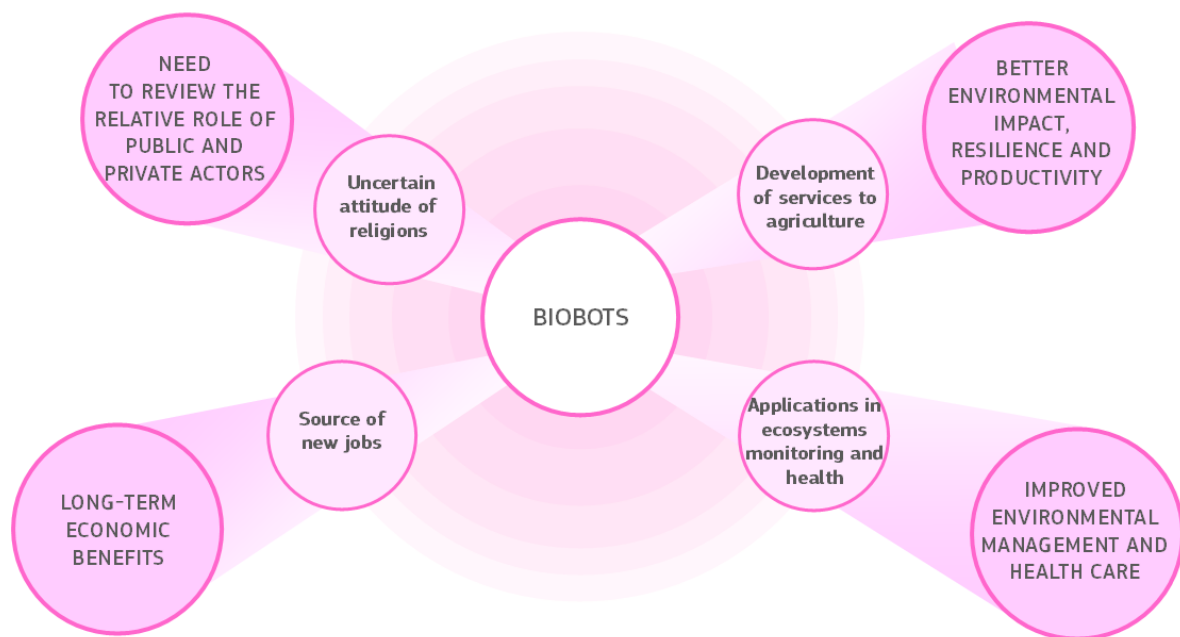 NEED
TO REVIEW THE
RELATIVE ROLE OF
PUBLIC AND
PRIVATE ACTORS
Uncertain
attitude of
religions
BETTER
ENVIRONMENTAL
IMPACT,
RESILIENCE AND
PRODUCTIVITY
Development
of services to
agriculture
BIOBOTS
Source of
new jobs
LONG-TERM
ECONOMIC
BENEFITS
Applications in
ecosystems
monitoring and
health
IMPROVED
ENVIRONMENTAL
MANAGEMENT AND
HEALTH CARE